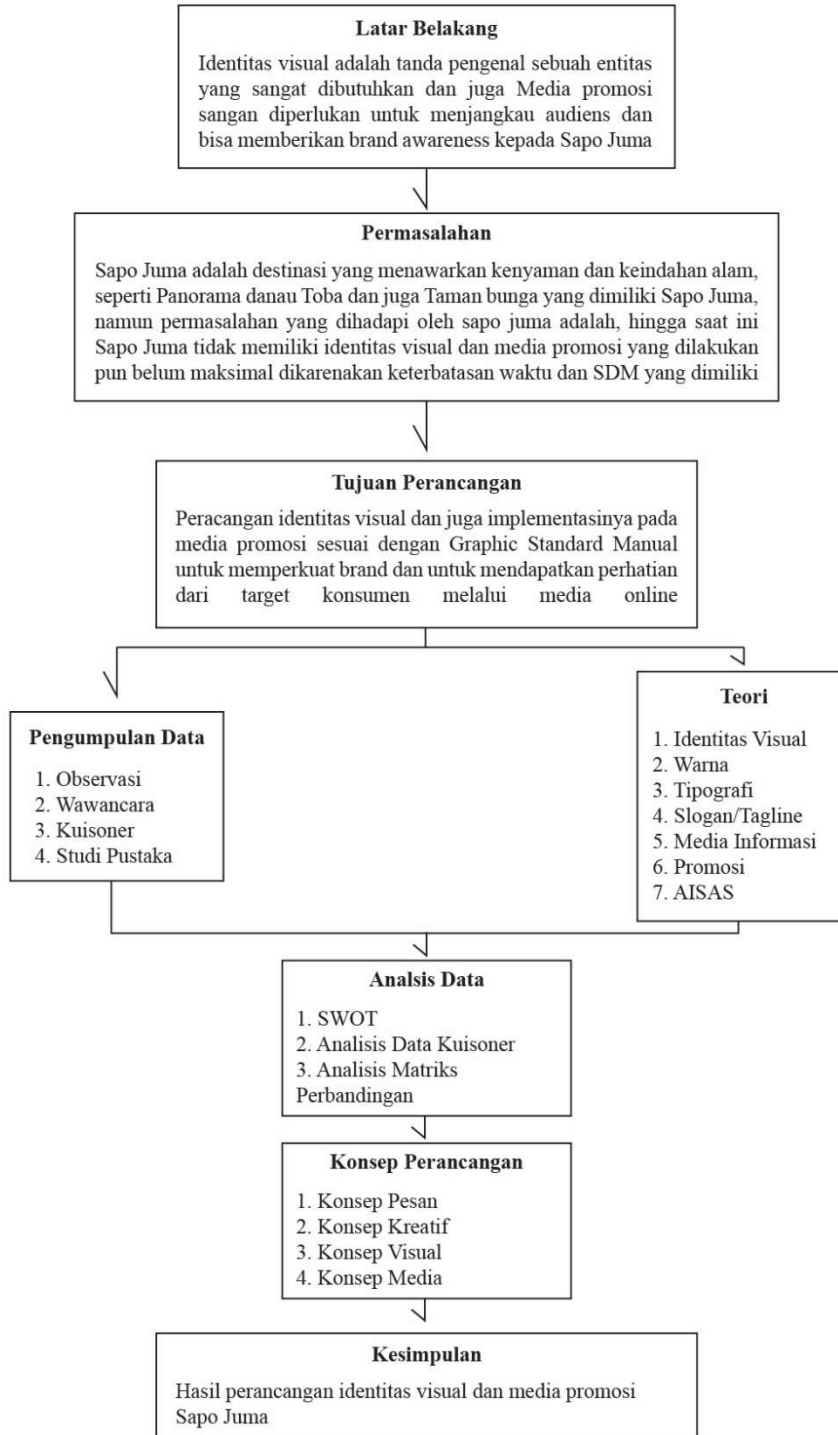 Latar Belakang
Identitas visual adalah tanda pengenal sebuah entitas
yang sangat dibutuhkan dan juga Media promosi
sangan diperlukan untuk menjangkau audiens dan
bisa memberikan brand awareness kepada Sapo Juma
Permasalahan
Sapo Juma adalah destinasi yang menawarkan kenyaman dan keindahan alam,
seperti Panorama danau Toba dan juga Taman bunga yang dimiliki Sapo Juma,
namun permasalahan yang dihadapi oleh sapo juma adalah, hingga saat ini
Sapo Juma tidak memiliki identitas visual dan media promosi yang dilakukan
pun belum maksimal dikarenakan keterbatasan waktu dan SDM yang dimiliki
Tujuan Perancangan
Peracangan identitas visual dan juga implementasinya pada
media promosi sesuai dengan Graphic Standard Manual
untuk memperkuat brand dan untuk mendapatkan perhatian
dari target konsumen melalui media online
Pengumpulan Data
1. Observasi
2. Wawancara
3. Kuisoner
4. Studi Pustaka
Teori
1. Identitas Visual
2. Warna
3. Tipografi
4. Slogan/Tagline
5. Media Informasi
6. Promosi
7. AISAS
Analsis Data
1. SWOT
2. Analisis Data Kuisoner
3. Analisis Matriks
Perbandingan
Konsep Perancangan
1. Konsep Pesan
2. Konsep Kreatif
3. Konsep Visual
4. Konsep Media
Kesimpulan
Hasil perancangan identitas visual dan media promosi
Sapo Juma